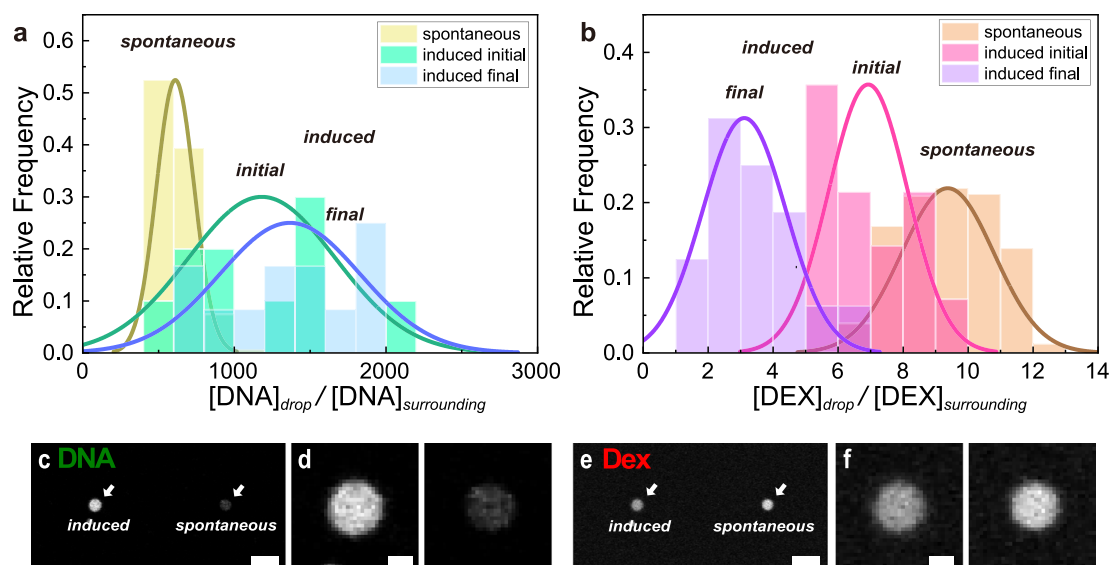 a
spontaneous
induced
initial
final
spontaneous
induced initial
induced final
Relative Frequency
0.6
0.5
0.4
0.3
0.2
0.1
0.0
0
1000
2000
3000
[DNA]drop / [DNA]surrounding
b
induced
initial
final
spontaneous
spontaneous
induced initial
induced final
Relative Frequency
0.4
0.3
0.2
0.1
0.0
0
2
4
6
8
10
12
14
[DEX]drop / [DEX]surrounding
c DNA
induced
spontaneous
d
e Dex
induced
spontaneous
f